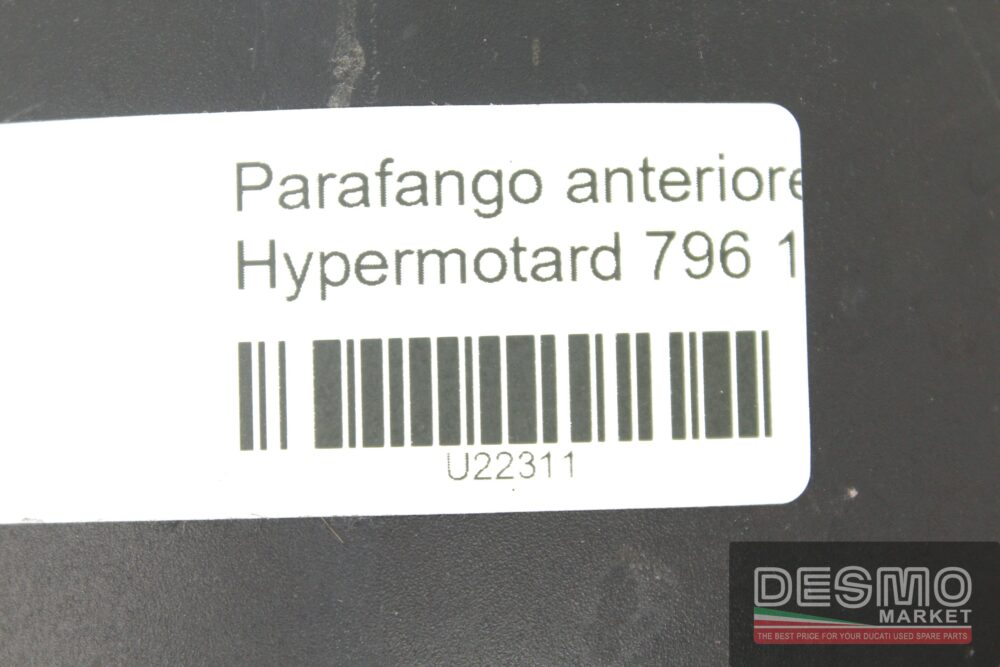 Parafango anteriore
Hypermotard 796 1
U22311
DESMO
MARKET
THE BEST PRICE FOR YOUR DUCATI USED SPARE PARTS